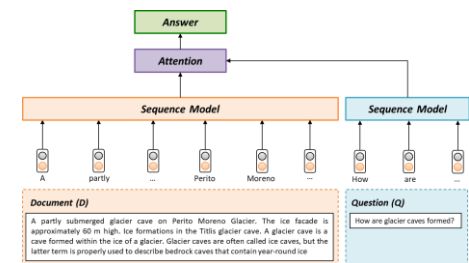 Answer
Attention
Sequence Model
Sequence Model
A partly ... Perito Moreno ... How are ...
Document (D)
A partly submerged glacier cave on Perito Moreno Glacier. The ice facade is
approximately 60 m high. Ice formations in the Titlis glacier cave. A glacier cave is a
cave formed within the ice of a glacier. Glacier caves are often called ice caves, but the
latter term is properly used to describe bedrock caves that contain year-round ice
Question (Q)
How are glacier caves formed?